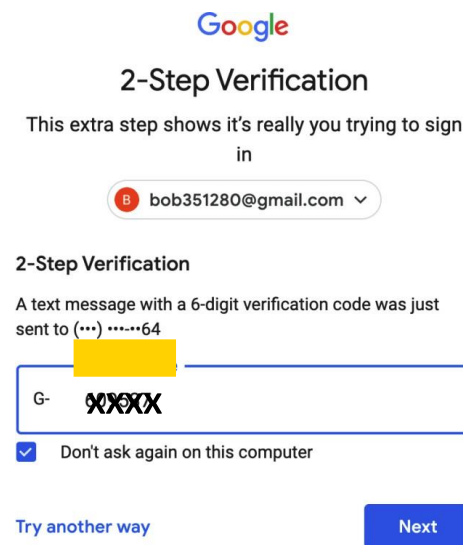 Google
2-Step Verification
This extra step shows it's really you trying to sign
in
B bob351280@gmail.com
2-Step Verification
A text message with a 6-digit verification code was just
sent to (•••) •••-••64
G- XXXX
Don't ask again on this computer
Try another way Next